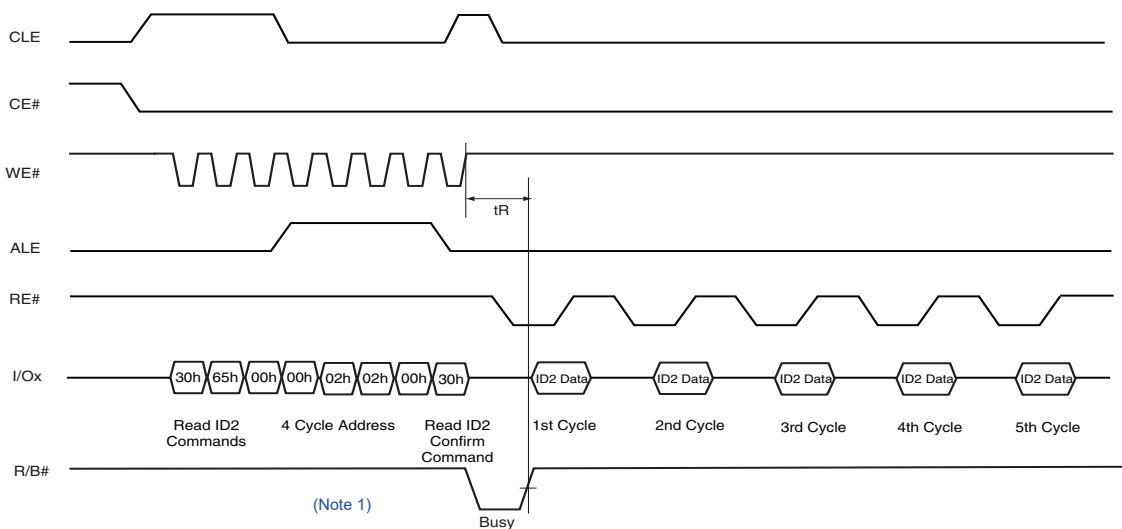 CLE
CE#
WE#
tR
ALE
RE#
I/Ox 30h 65h 00h 00h 02h 02h 00h 30h ID2 Data ID2 Data ID2 Data ID2 Data ID2 Data
Read ID2 Commands
4 Cycle Address
Read ID2 Confirm Command
1st Cycle 2nd Cycle 3rd Cycle 4th Cycle 5th Cycle
R/B#
(Note 1)
Busy